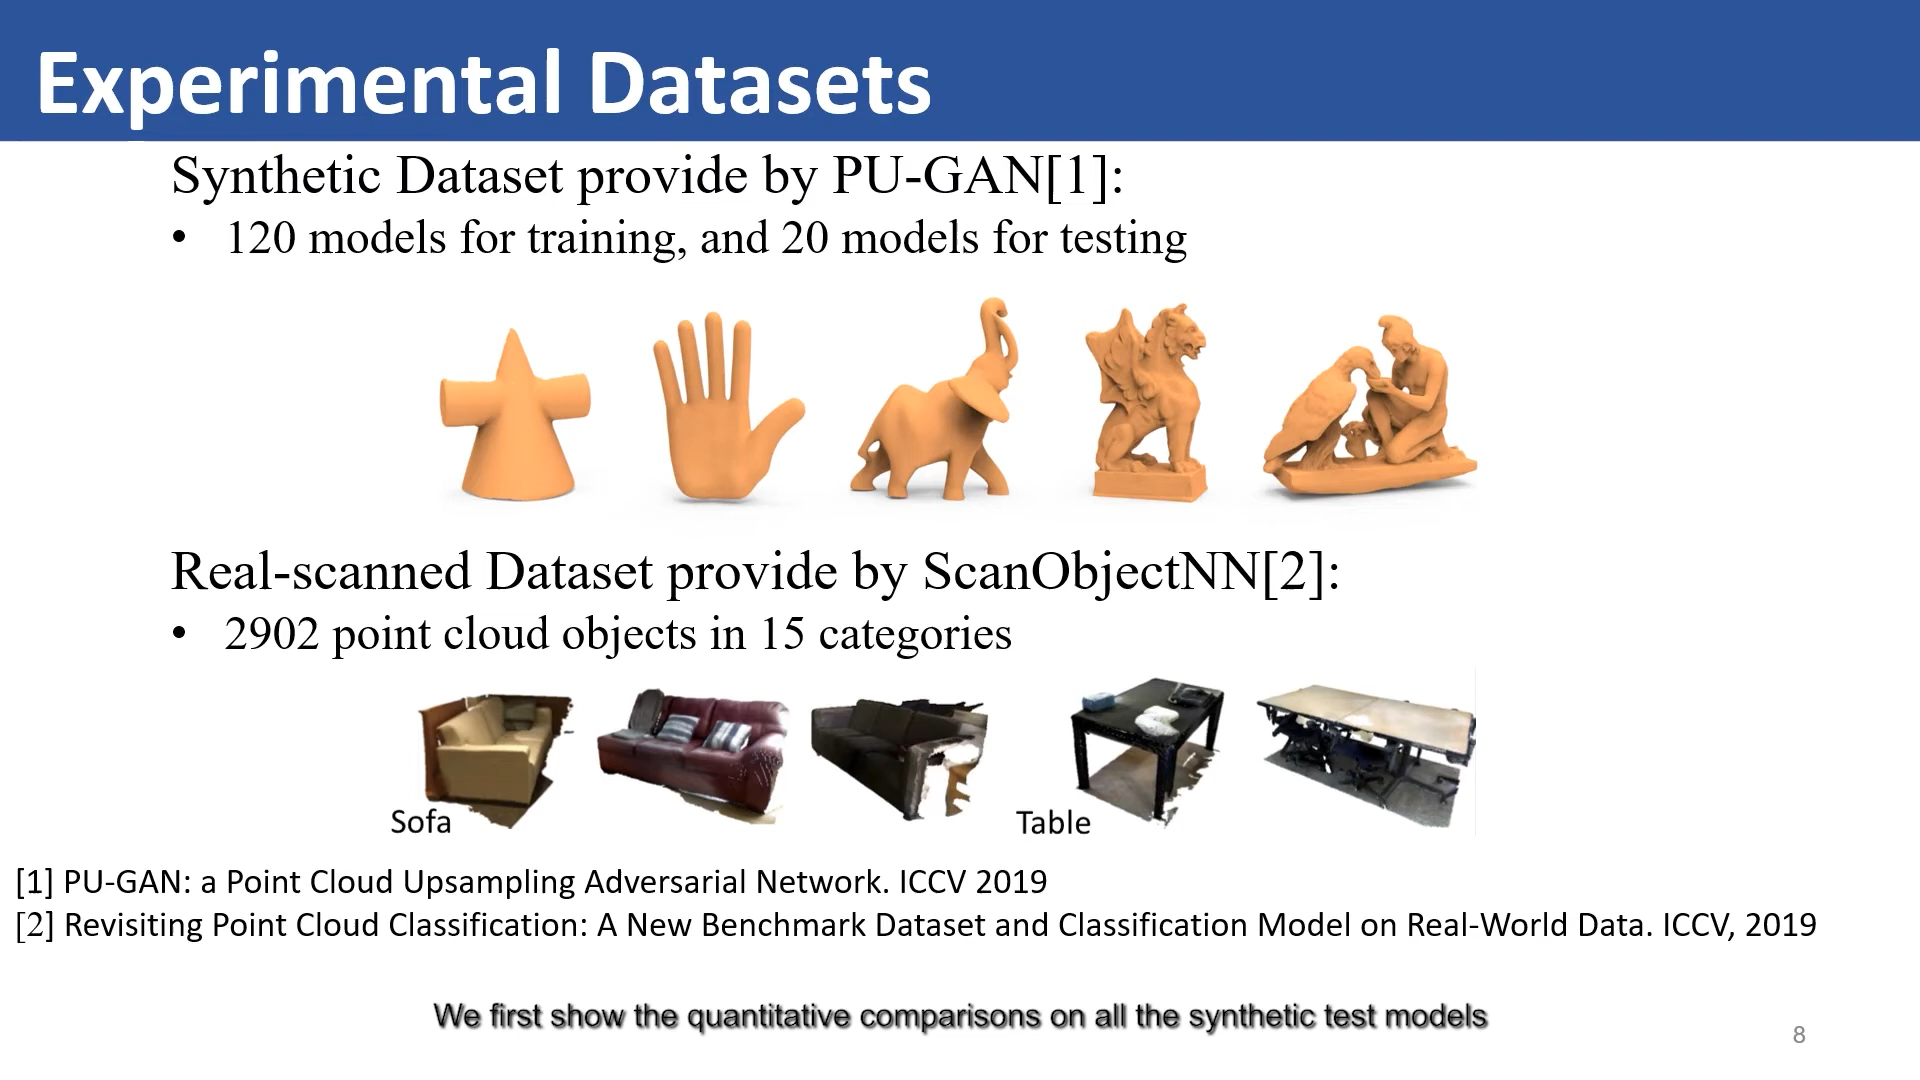 Experimental Datasets
Synthetic Dataset provide by PU-GAN[1]:
• 120 models for training, and 20 models for testing
Real-scanned Dataset provide by ScanObjectNN[2]:
• 2902 point cloud objects in 15 categories
Sofa
Table
[1] PU-GAN: a Point Cloud Upsampling Adversarial Network. ICCV 2019
[2] Revisiting Point Cloud Classification: A New Benchmark Dataset and Classification Model on Real-World Data. ICCV, 2019
We first show the quantitative comparisons on all the synthetic test models
8